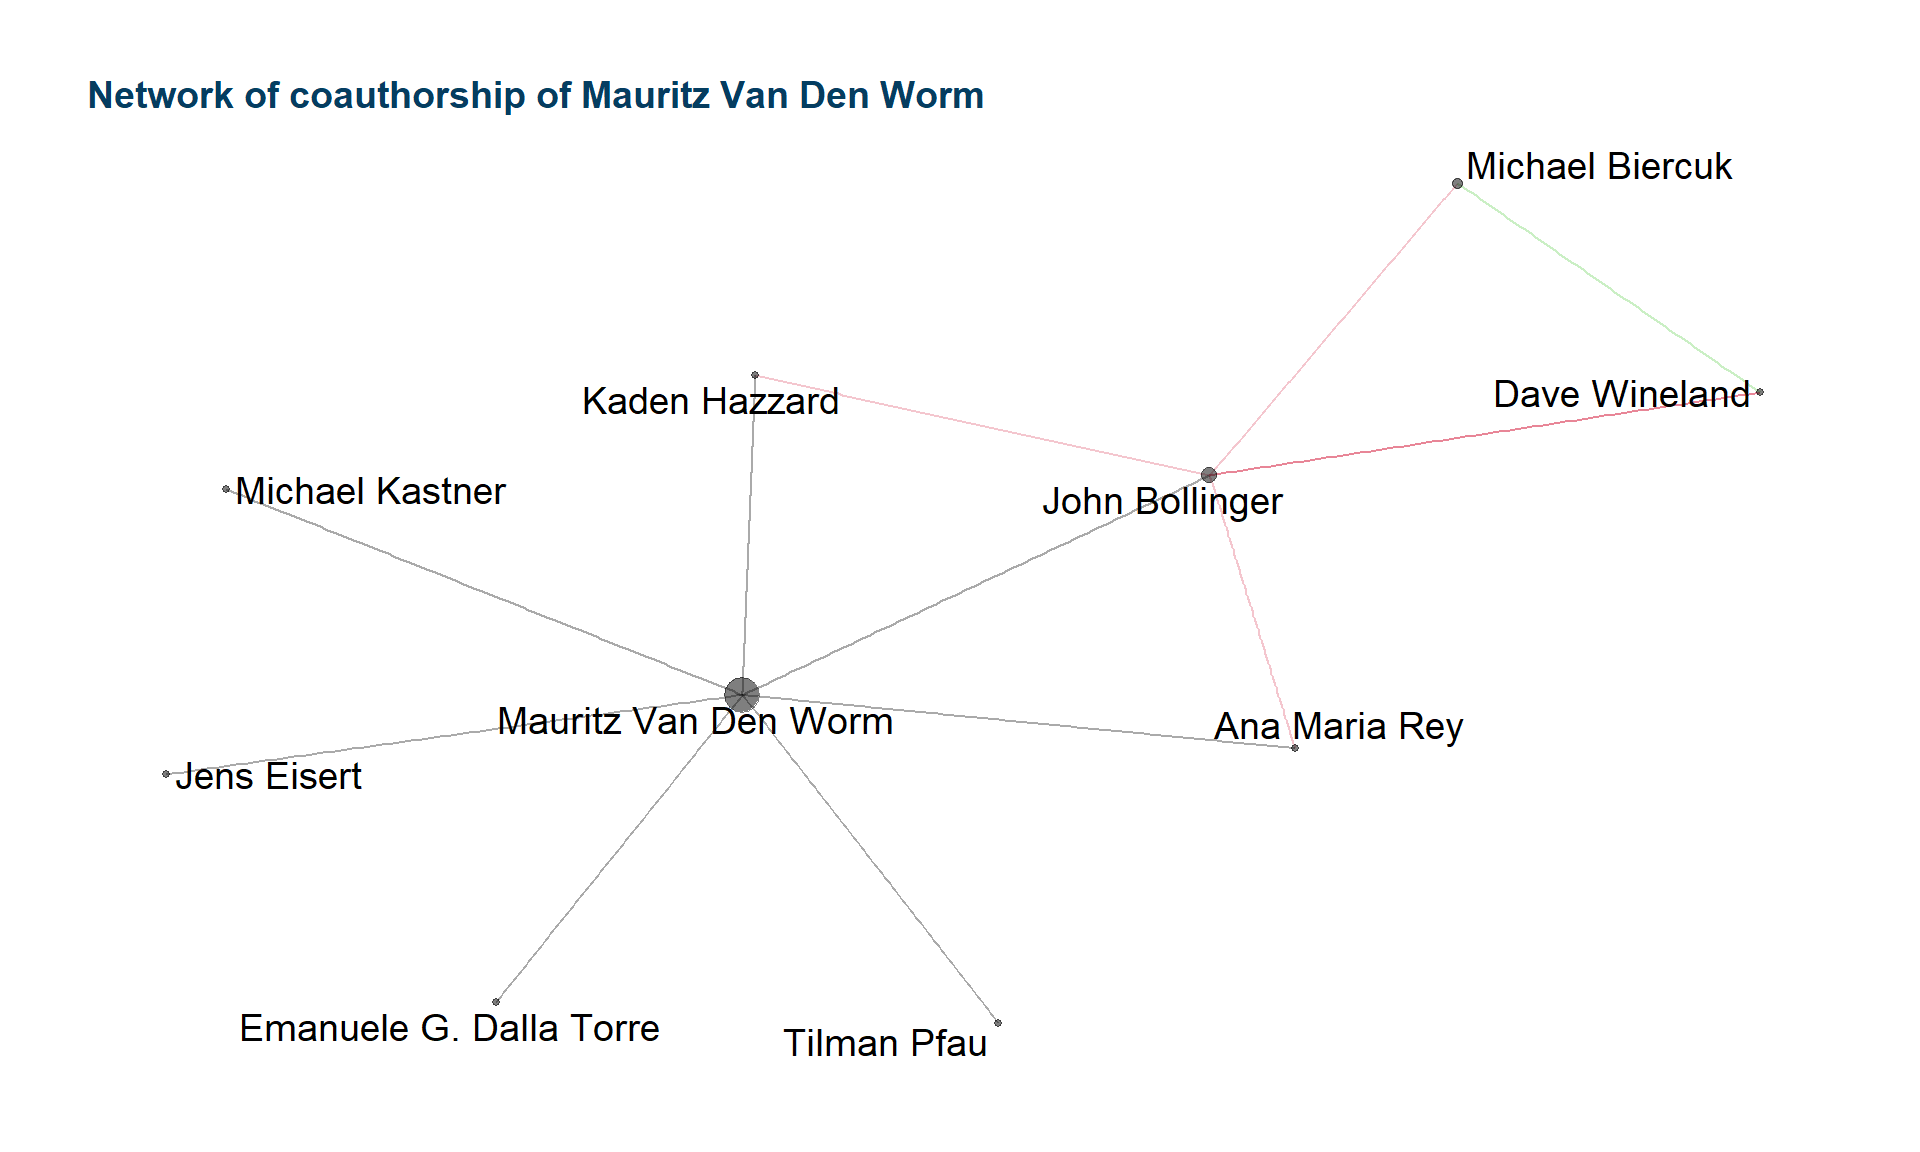 Network of coauthorship of Mauritz Van Den Worm
Michael Biercuk
Dave Wineland
Kaden Hazzard
Michael Kastner
John Bollinger
Mauritz Van Den Worm
Ana Maria Rey
Jens Eisert
Emanuele G. Dalla Torre
Tilman Pfau